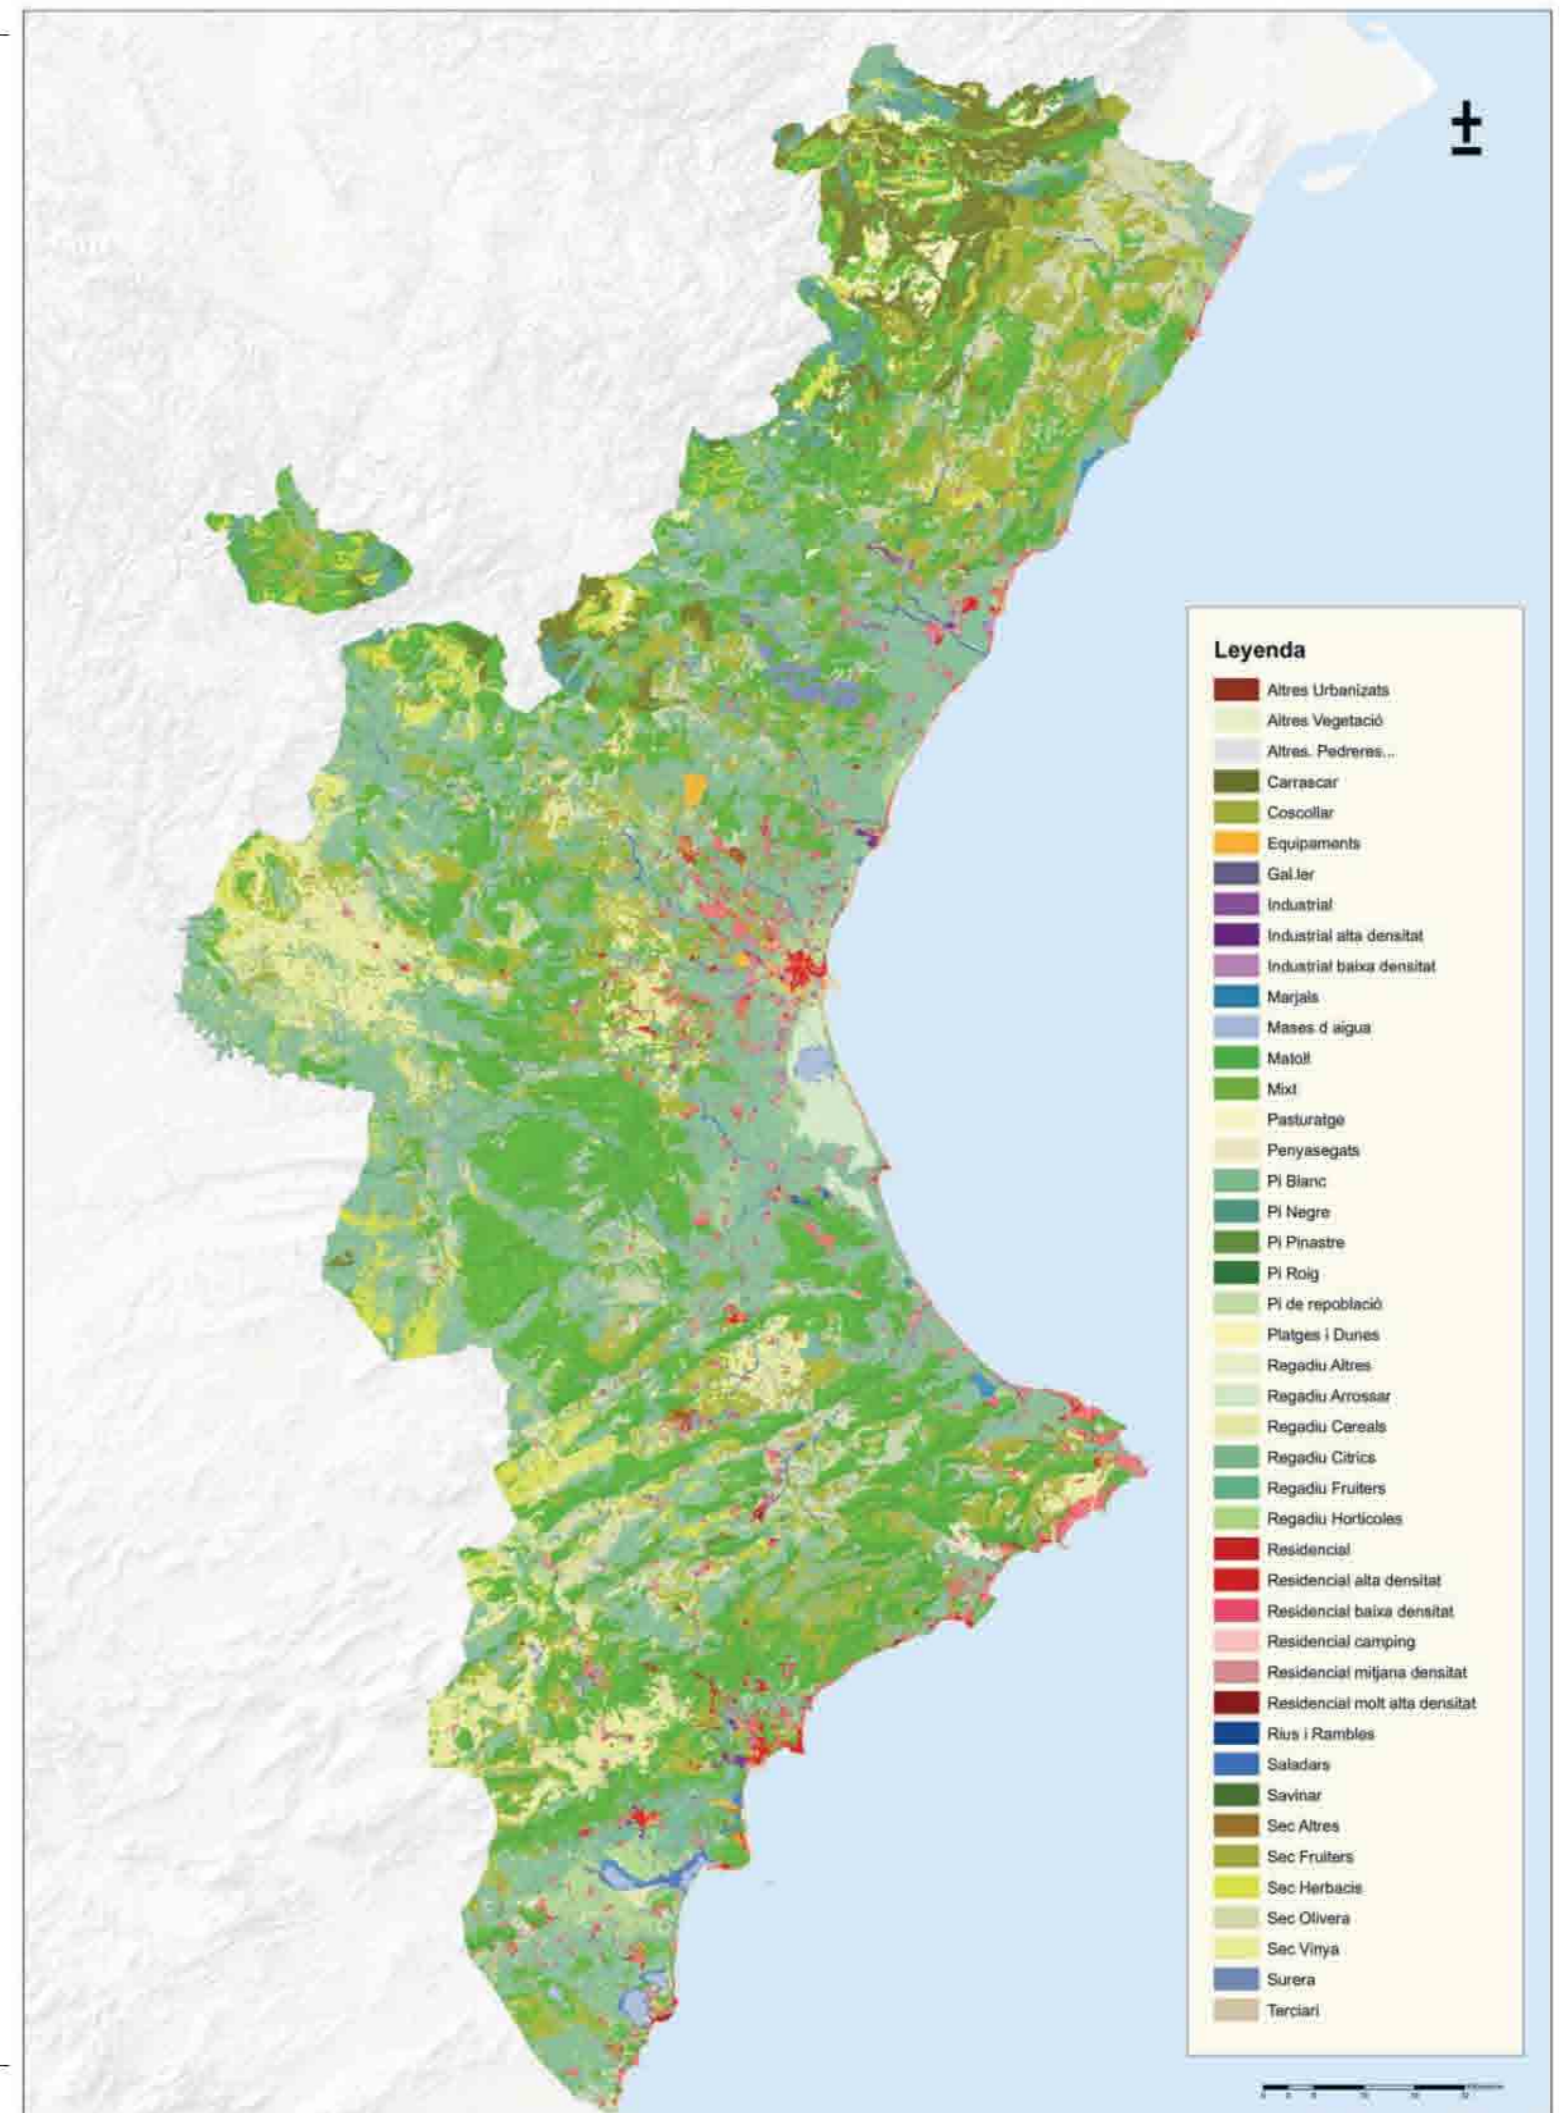 Leyenda
Altres Urbanizats
Altres Vegetació
Altres. Pedreres...
Carrascar
Coscollar
Equipaments
Gal.ler
Industrial
Industrial alta densitat
Industrial baixa densitat
Marjals
Mases d aigua
Matoll
Mixt
Pasturatge
Penyasegats
Pi Blanc
Pi Negre
Pi Pinastre
Pi Roig
Pi de repoblació
Platges i Dunes
Regadiu Altres
Regadiu Arrossar
Regadiu Cereals
Regadiu Citrics
Regadiu Fruiters
Regadiu Horticoles
Residencial
Residencial alta densitat
Residencial baixa densitat
Residencial camping
Residencial mitjana densitat
Residencial molt alta densitat
Rius i Rambles
Saladars
Savinar
Sec Altres
Sec Fruiters
Sec Herbacis
Sec Olivera
Sec Vinya
Surera
Terciari